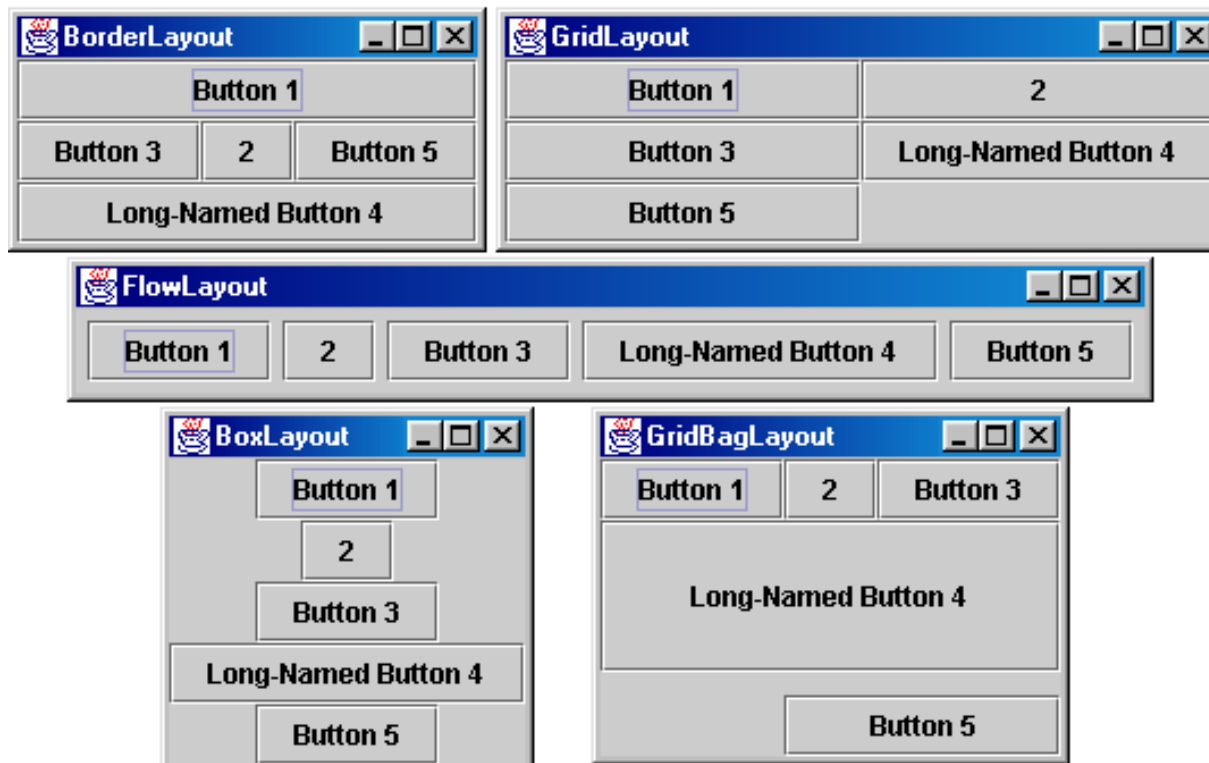 BorderLayout
Button 1
Button 3 2 Button 5
Long-Named Button 4
GridLayout
Button 1 2
Button 3 Long-Named Button 4
Button 5
FlowLayout
Button 1 2 Button 3 Long-Named Button 4 Button 5
BoxLayout
Button 1
2
Button 3
Long-Named Button 4
Button 5
GridBagLayout
Button 1 2 Button 3
Long-Named Button 4
Button 5